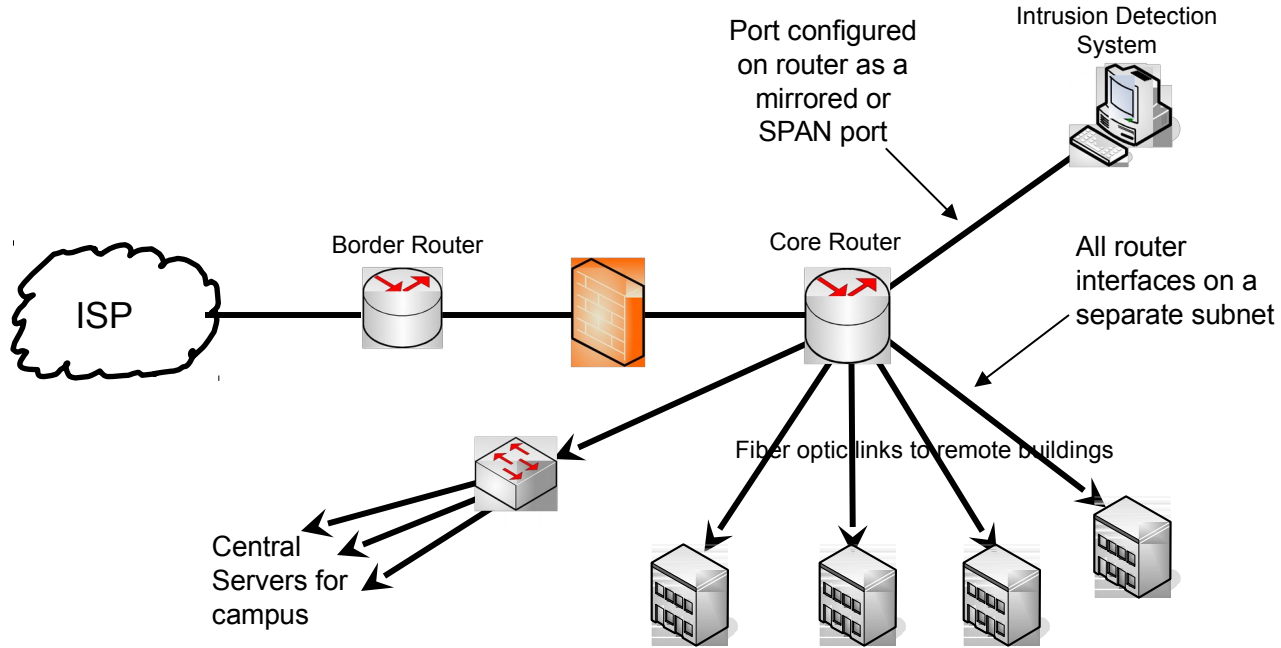 Port configured
on router as a
mirrored or
SPAN port
Intrusion Detection
System
Border Router
Core Router
All router
interfaces on a
separate subnet
ISP
Fiber optic links to remote buildings
Central
Servers for
campus